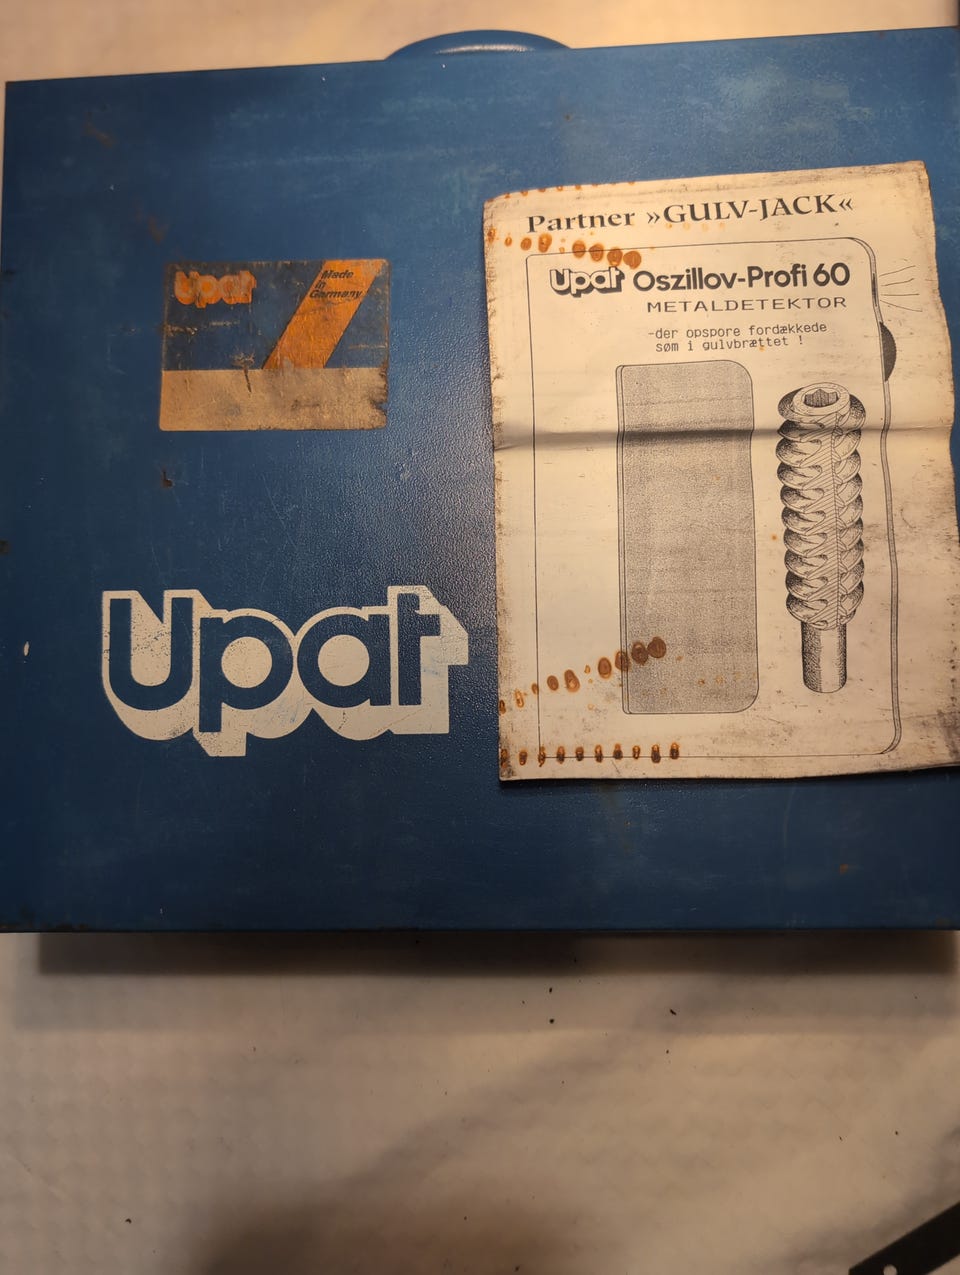 Upat
Made
in
Germany
Upat
Partner »GULV-JACK«
Upat Oszillov-Profi 60
METALDETEKTOR
-der opspore fordækkede
søm i gulvbrættet !